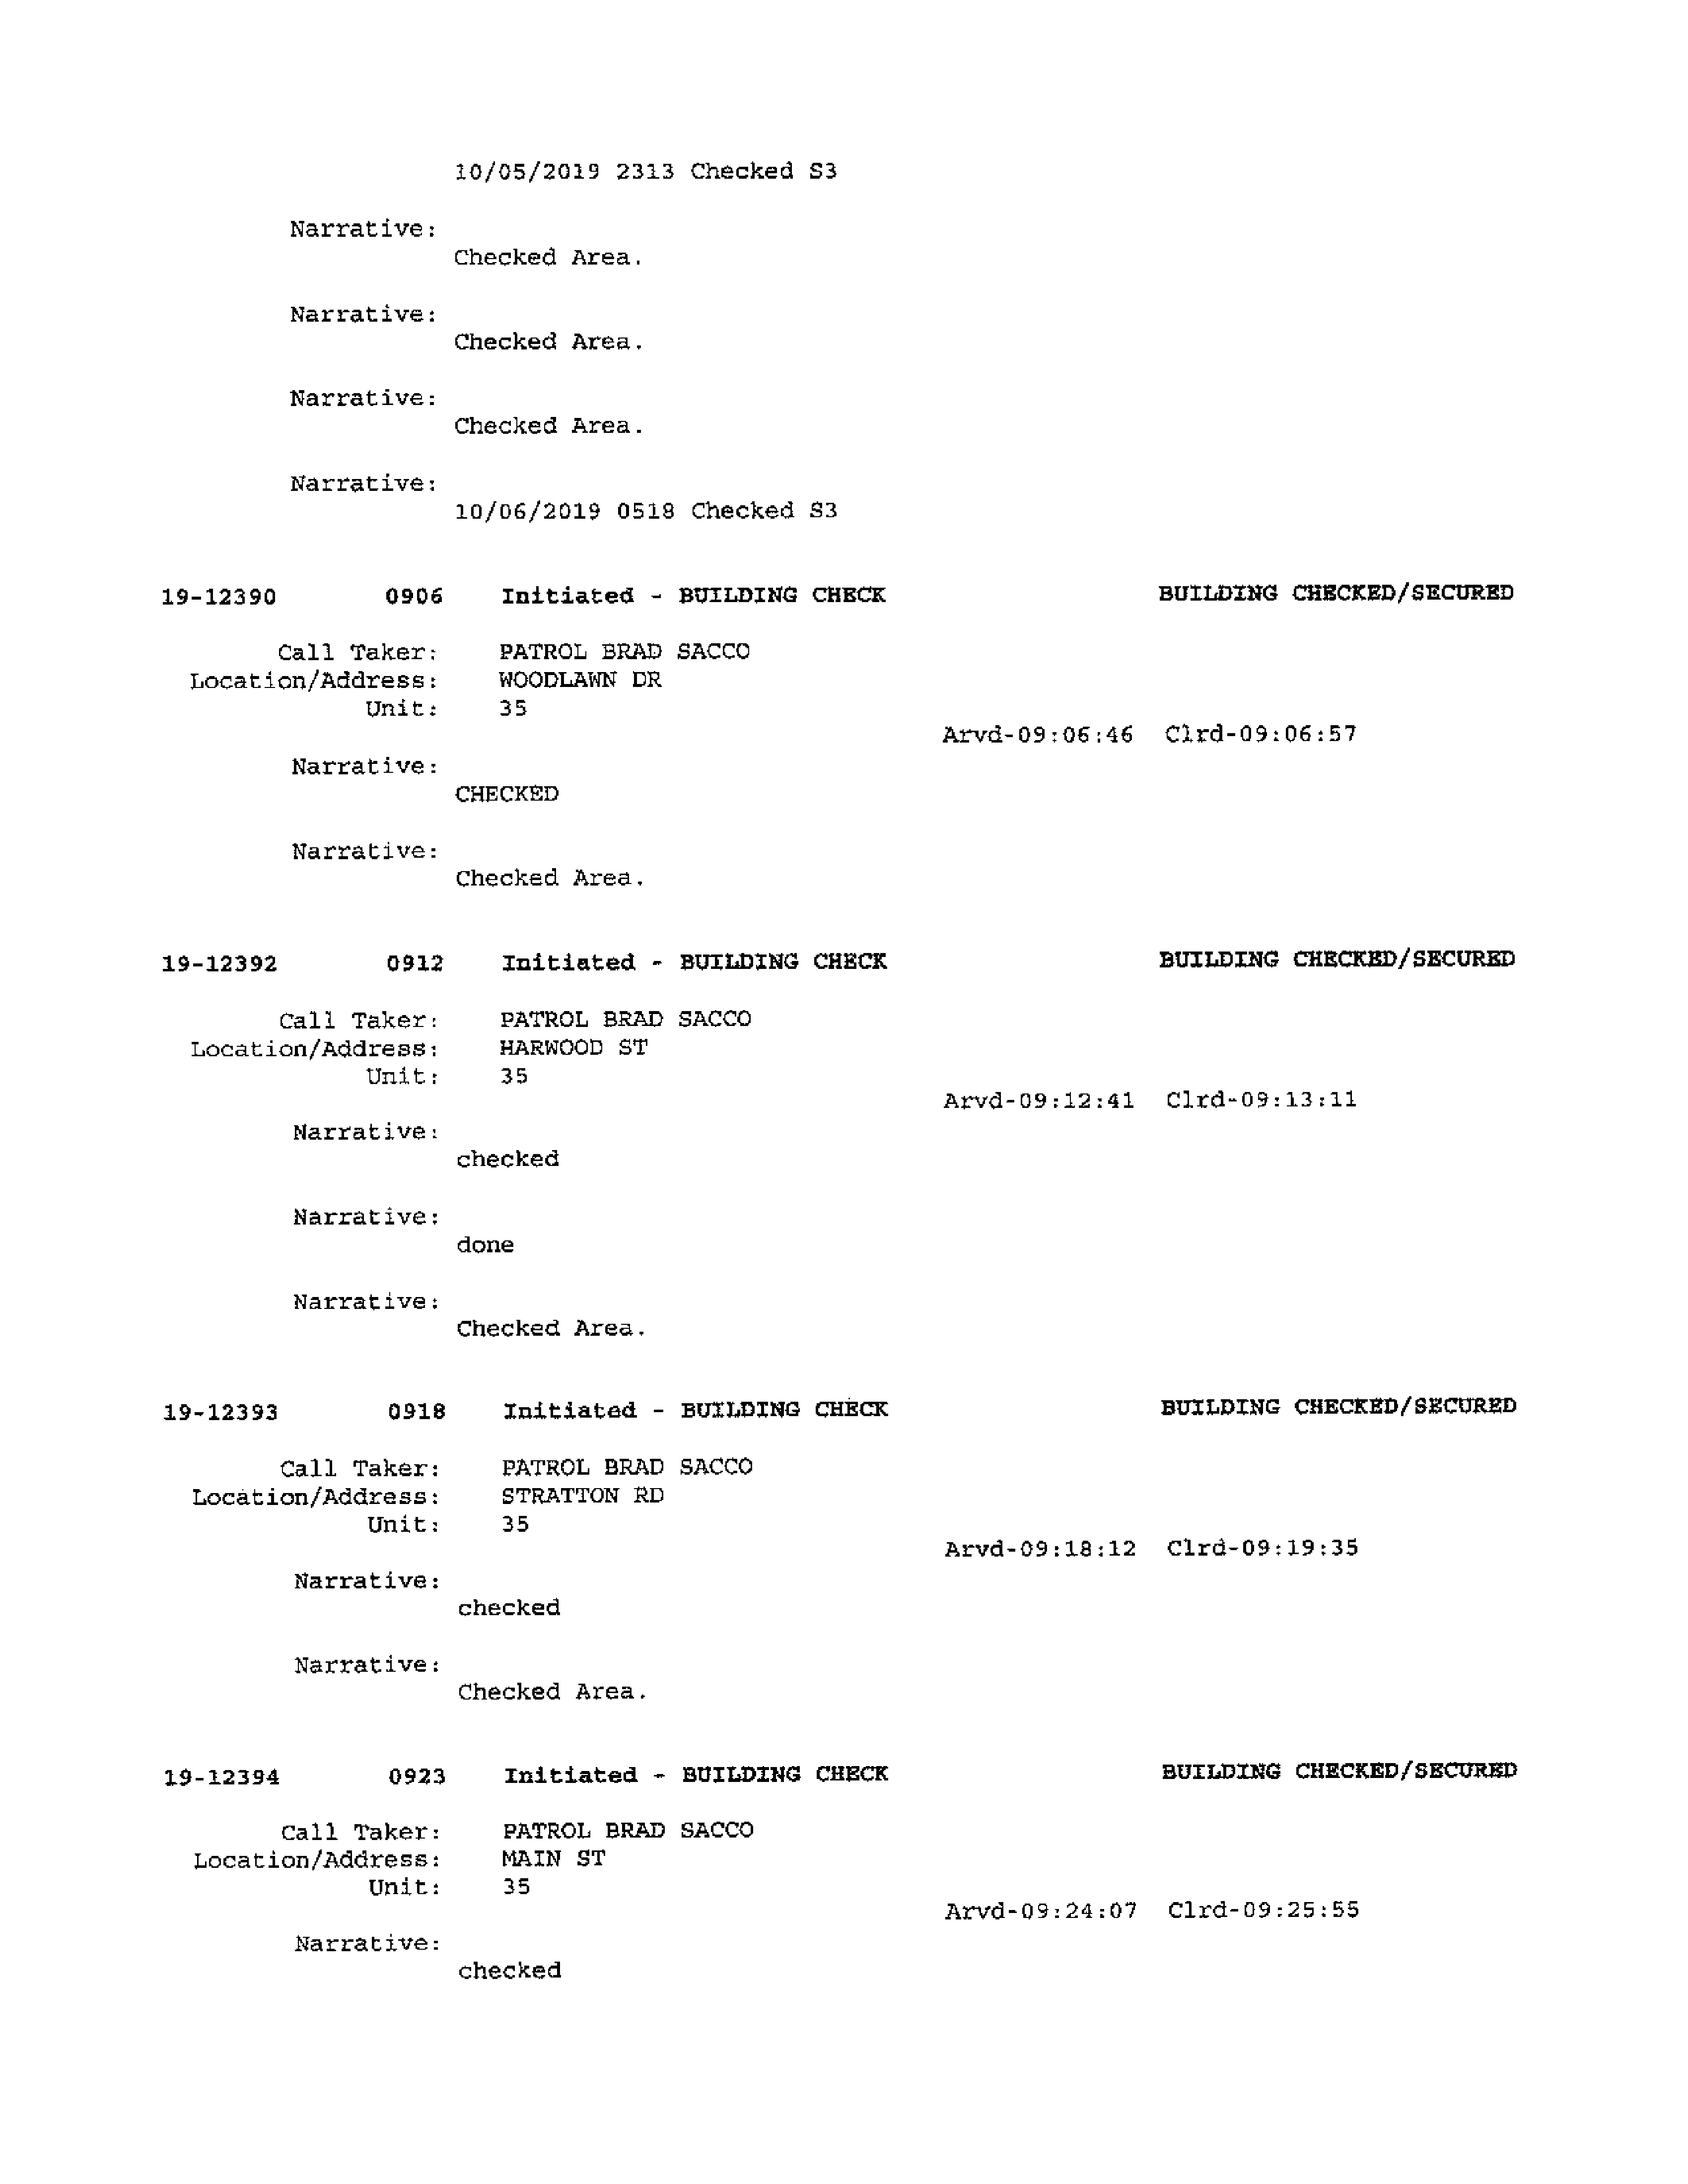 10/05/2019 2313 Checked S3
Narrative:
Checked Area.
Narrative:
Checked Area.
Narrative:
Checked Area.
Narrative:
10/06/2019 0518 Checked S3
19-12390 0906 Initiated - BUILDING CHECK BUILDING CHECKED/SECURED
Call Taker: PATROL BRAD SACCO
Location/Address: WOODLAWN DR
Unit: 35
Arvd-09:06:46 Clrd-09:06:57
Narrative:
CHECKED
Narrative:
Checked Area.
19-12392 0912 Initiated - BUILDING CHECK BUILDING CHECKED/SECURED
Call Taker: PATROL BRAD SACCO
Location/Address: HARWOOD ST
Unit: 35
Arvd-09:12:41 Clrd-09:13:11
Narrative:
checked
Narrative:
done
Narrative:
Checked Area.
19-12393 0918 Initiated - BUILDING CHECK BUILDING CHECKED/SECURED
Call Taker: PATROL BRAD SACCO
Location/Address: STRATTON RD
Unit: 35
Arvd-09:18:12 Clrd-09:19:35
Narrative:
checked
Narrative:
Checked Area.
19-12394 0923 Initiated - BUILDING CHECK BUILDING CHECKED/SECURED
Call Taker: PATROL BRAD SACCO
Location/Address: MAIN ST
Unit: 35
Arvd-09:24:07 Clrd-09:25:55
Narrative:
checked